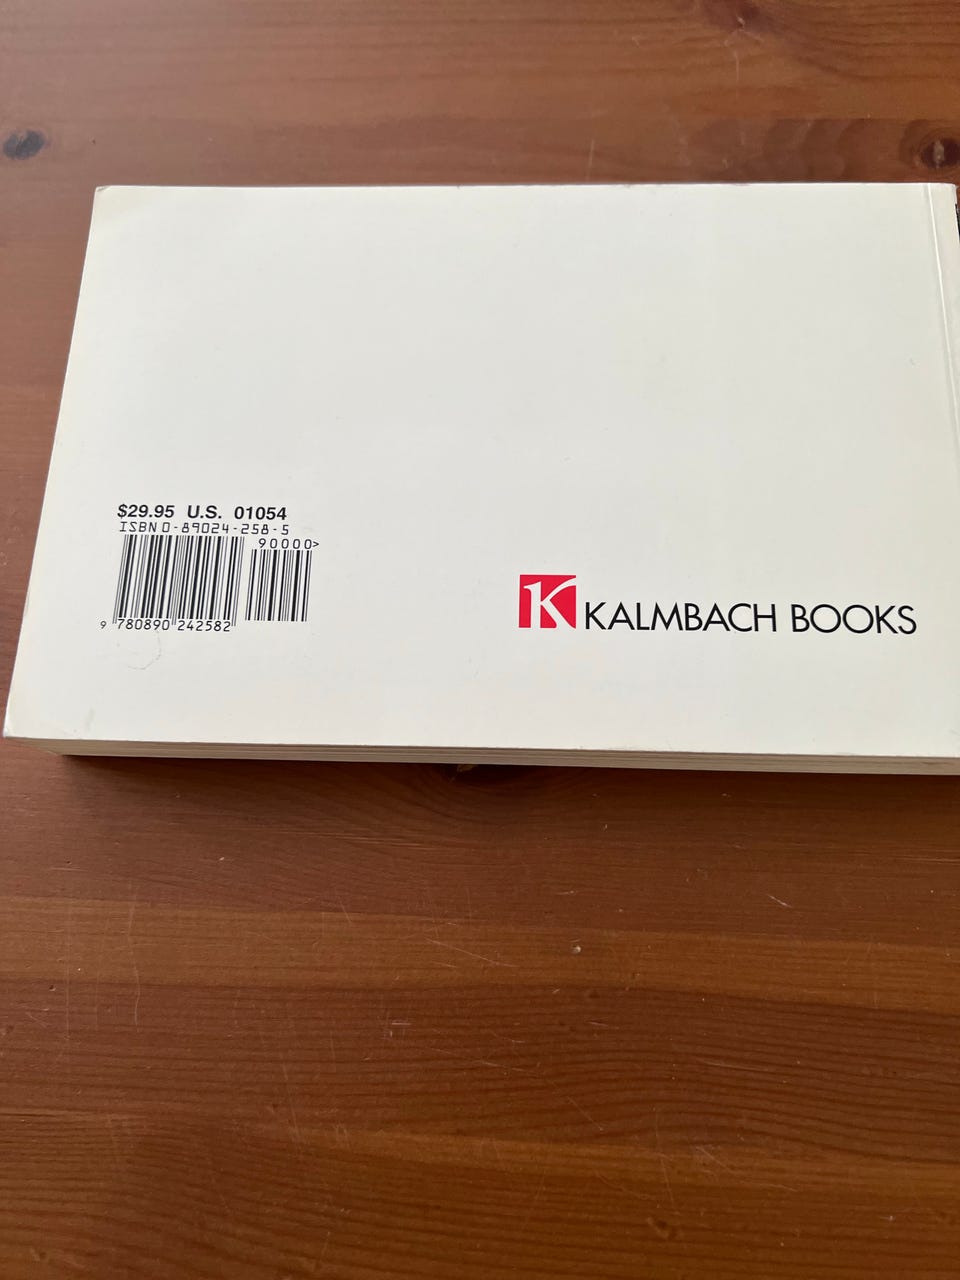 $29.95 U.S. 01054
ISBN 0-89024-258-5
90000>
9 780890 242582
K KALMBACH BOOKS